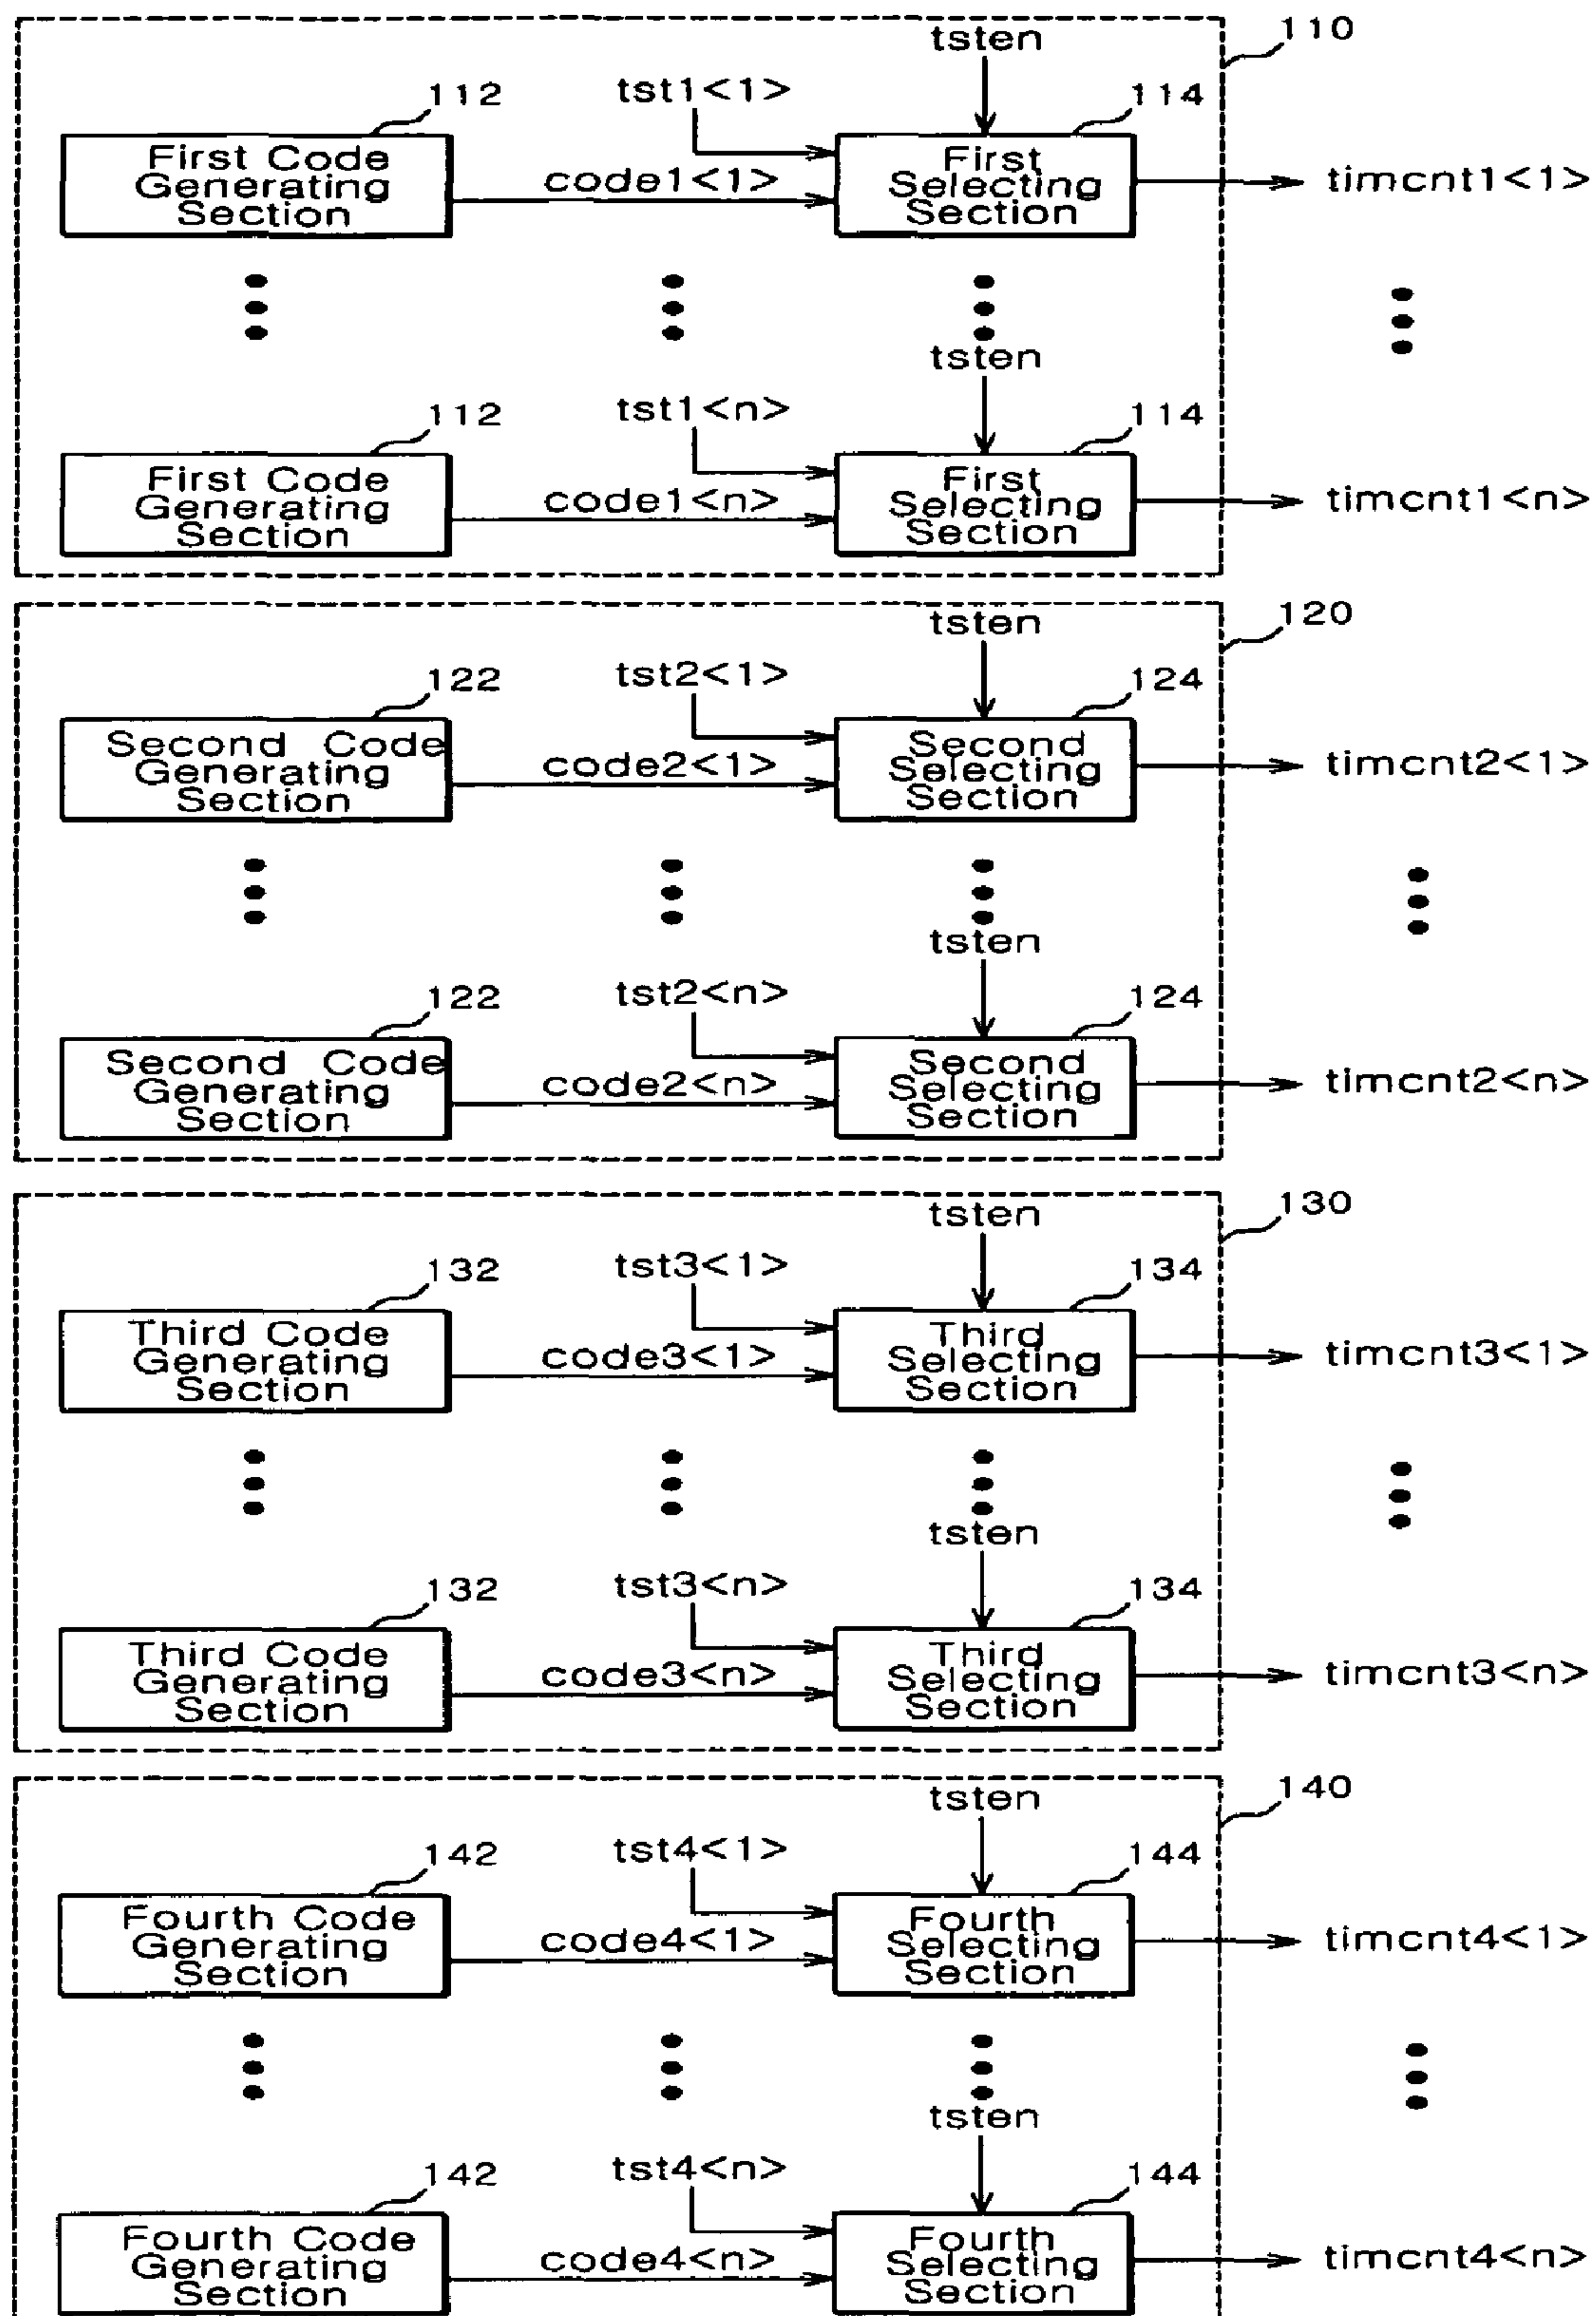 110
tsten
112
tst1<1>
114
First Code
Generating
Section
code1<1>
First
Selecting
Section
timcnt1<1>
tsten
112
tst1<n>
114
First Code
Generating
Section
code1<n>
First
Selecting
Section
timcnt1<n>
120
tsten
122
tst2<1>
124
Second Code
Generating
Section
code2<1>
Second
Selecting
Section
timcnt2<1>
tsten
122
tst2<n>
124
Second Code
Generating
Section
code2<n>
Second
Selecting
Section
timcnt2<n>
130
tsten
132
tst3<1>
134
Third Code
Generating
Section
code3<1>
Third
Selecting
Section
timcnt3<1>
tsten
132
tst3<n>
134
Third Code
Generating
Section
code3<n>
Third
Selecting
Section
timcnt3<n>
140
tsten
142
tst4<1>
144
Fourth Code
Generating
Section
code4<1>
Fourth
Selecting
Section
timcnt4<1>
tsten
142
tst4<n>
144
Fourth Code
Generating
Section
code4<n>
Fourth
Selecting
Section
timcnt4<n>